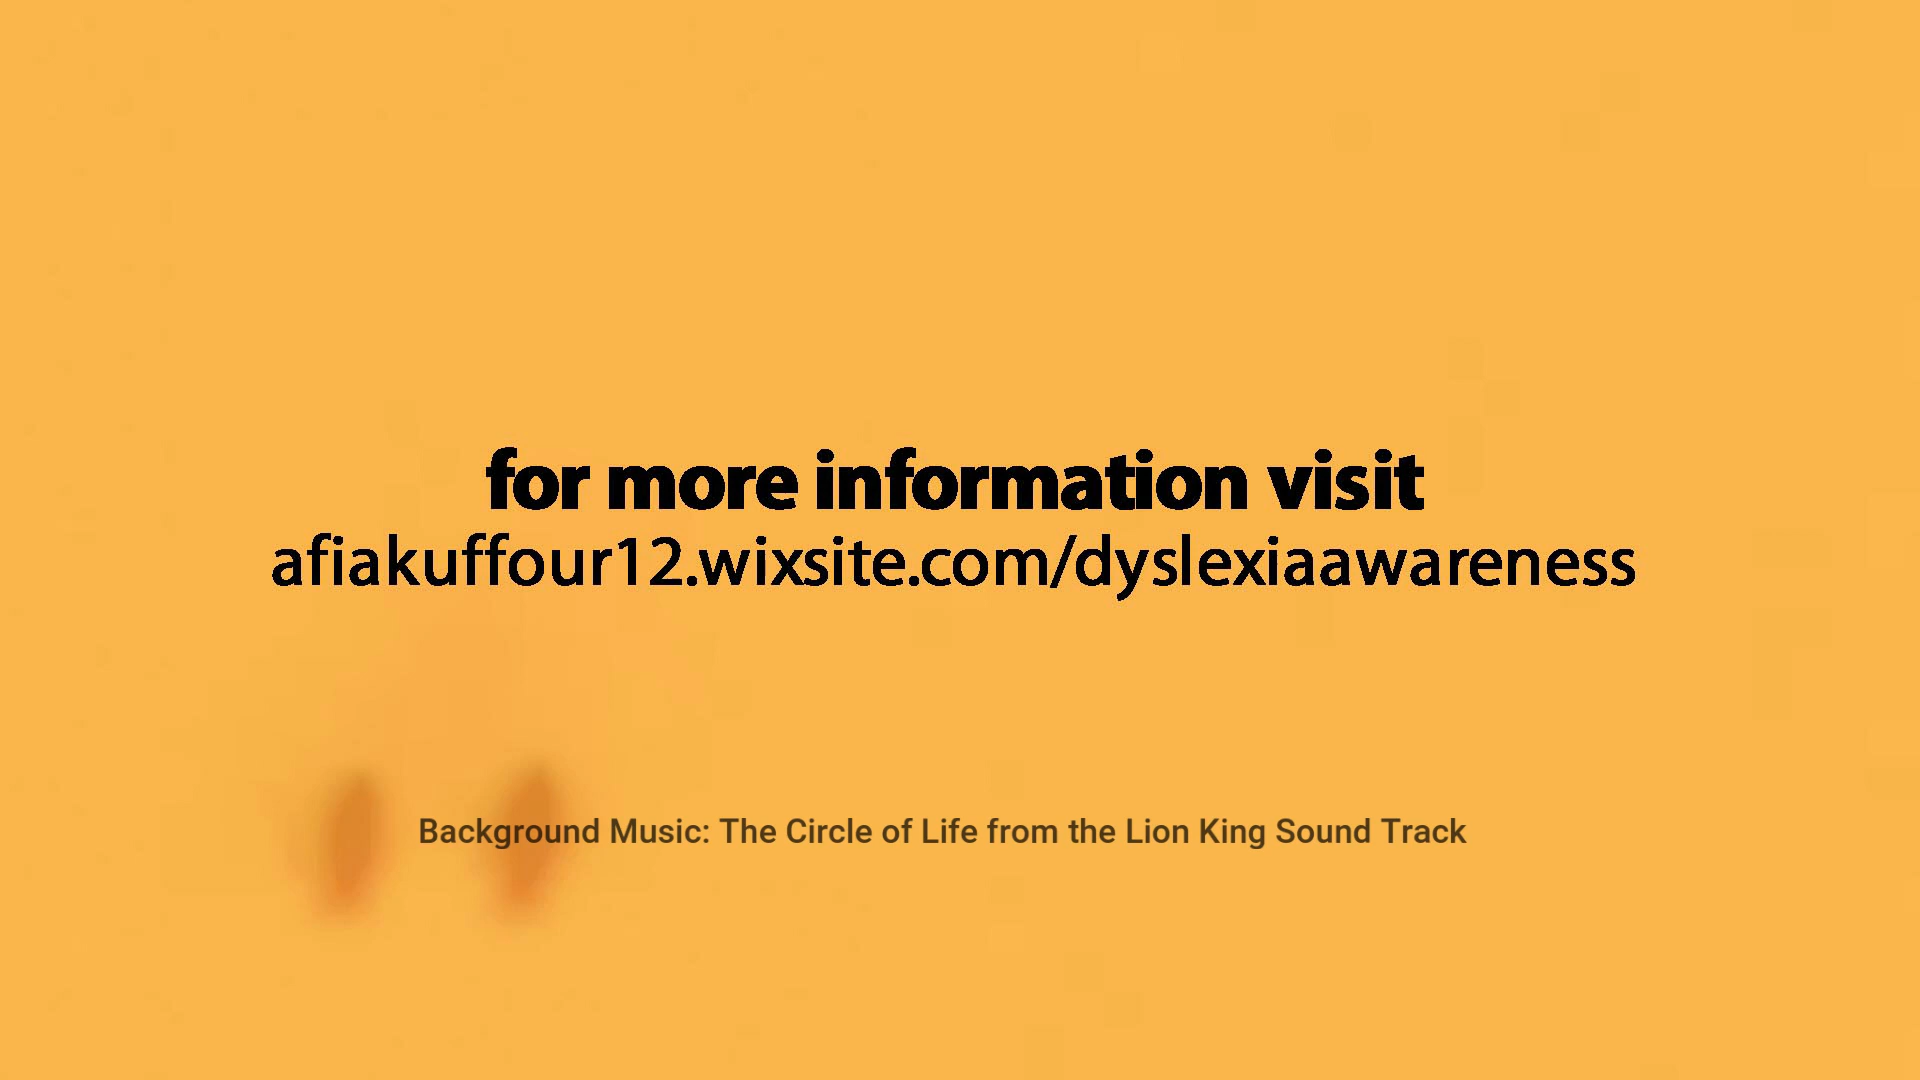 for more information visit
afiakuffour12.wixsite.com/dyslexiaawareness
Background Music: The Circle of Life from the Lion King Sound Track